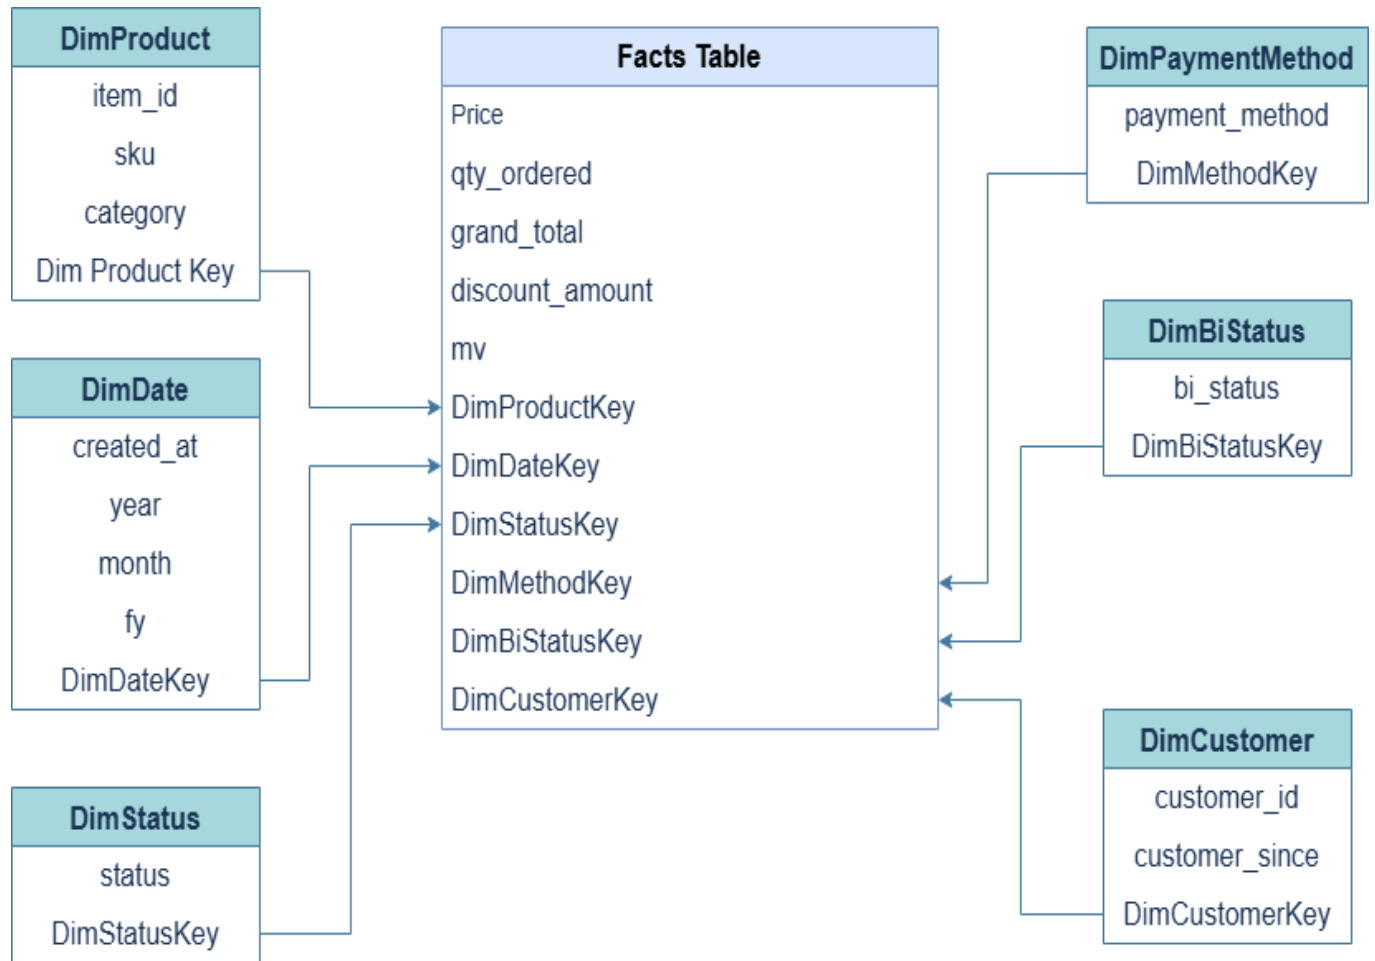 DimProduct
item_id
sku
category
Dim Product Key
DimDate
created_at
year
month
fy
DimDateKey
DimStatus
status
DimStatusKey
Facts Table
Price
qty_ordered
grand_total
discount_amount
mv
DimProductKey
DimDateKey
DimStatusKey
DimMethodKey
DimBiStatusKey
DimCustomerKey
DimPaymentMethod
payment_method
DimMethodKey
DimBiStatus
bi_status
DimBiStatusKey
DimCustomer
customer_id
customer_since
DimCustomerKey